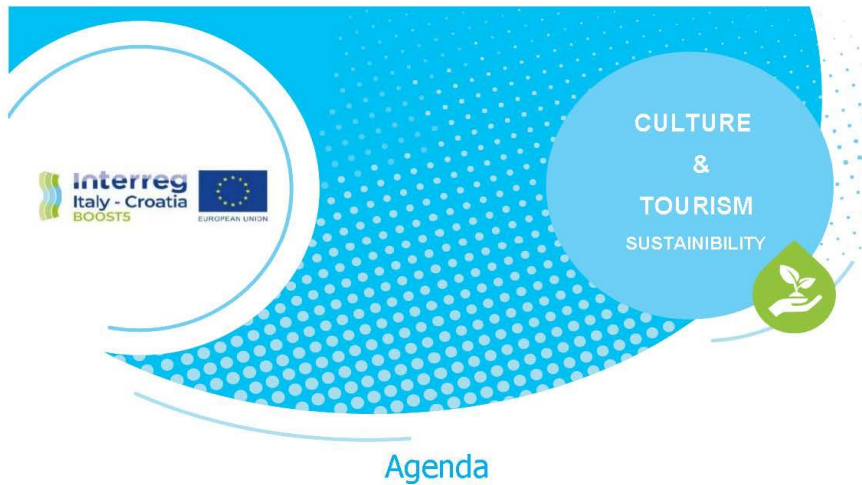 Interreg
Italy - Croatia
BOOST5
EUROPEAN UNION
CULTURE
&
TOURISM
SUSTAINIBILITY
Agenda